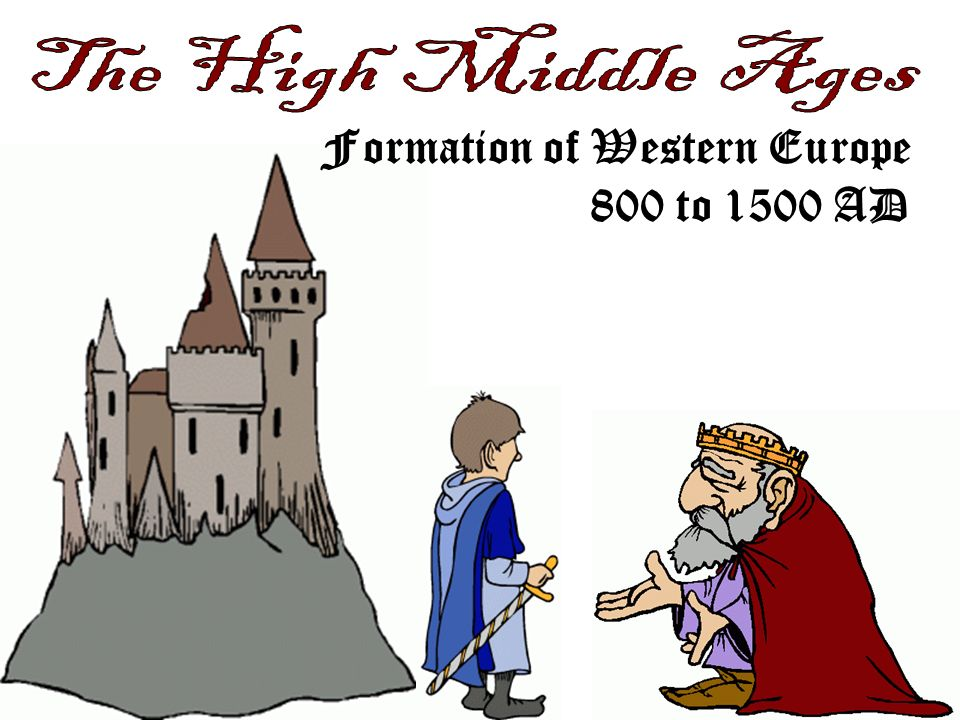 The High Middle Ages
Formation of Western Europe
800 to 1500 AD